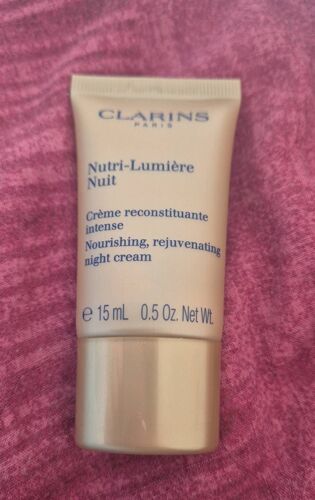 CLARINS
PARIS
Nutri-Lumière
Nuit
Crème reconstituante
intense
Nourishing, rejuvenating
night cream
e 15 mL 0.5 Oz. Net Wt.